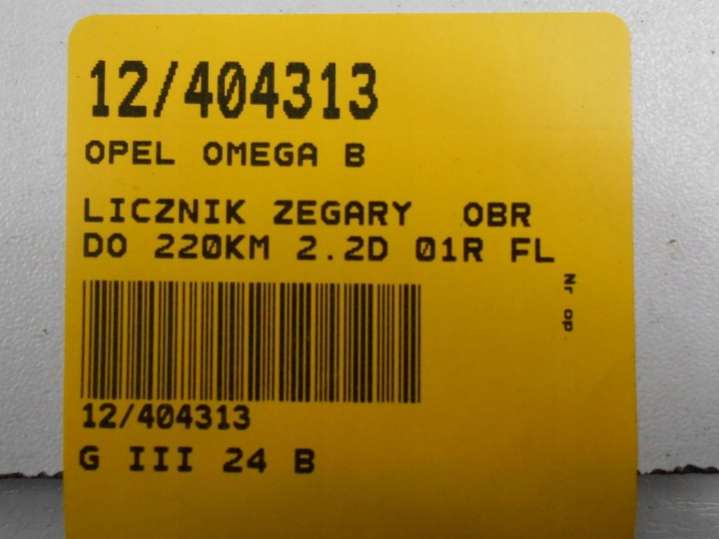 12/404313
OPEL OMEGA B
LICZNIK ZEGARY OBR
DO 220KM 2.2D 01R FL
Nr op
12/404313
G III 24 B